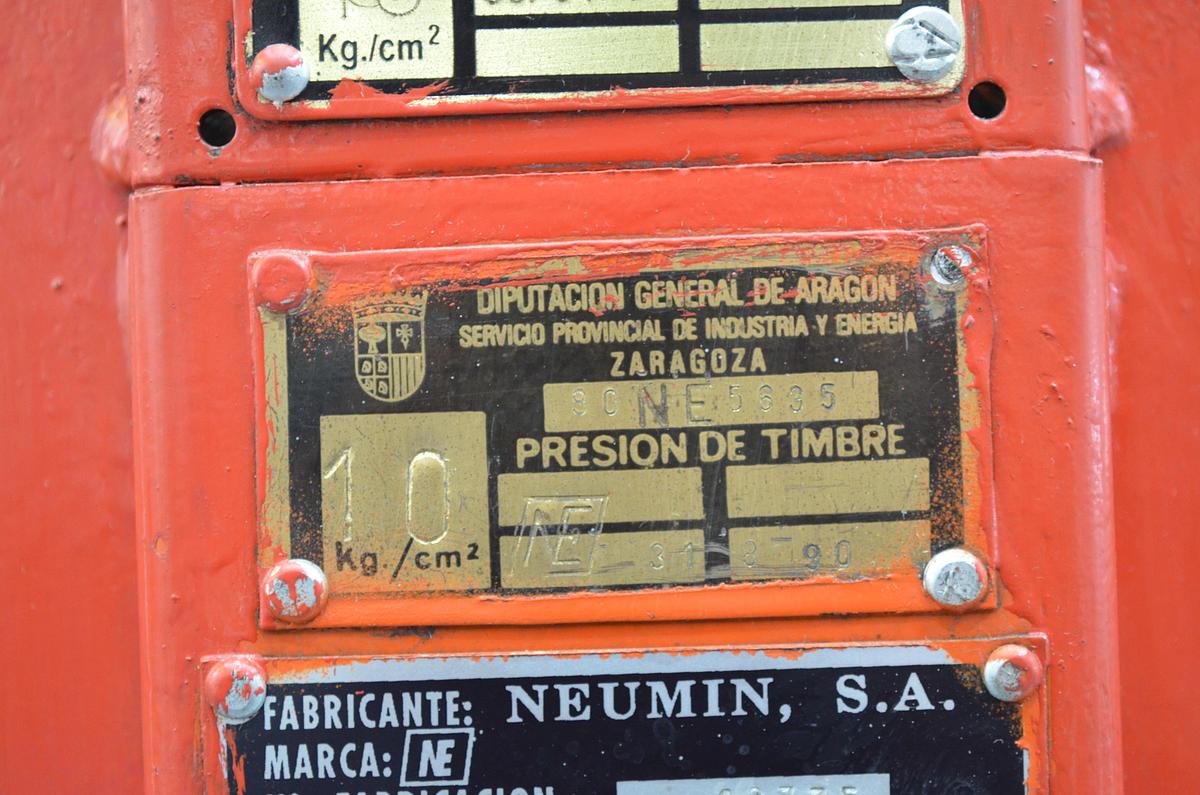 Kg./cm²
DIPUTACION GENERAL DE ARAGON
SERVICIO PROVINCIAL DE INDUSTRIA Y ENERGIA
ZARAGOZA
90 NE 5635
PRESION DE TIMBRE
10
Kg./cm²
NE 31 8 90
FABRICANTE: NEUMIN, S.A.
MARCA: NE